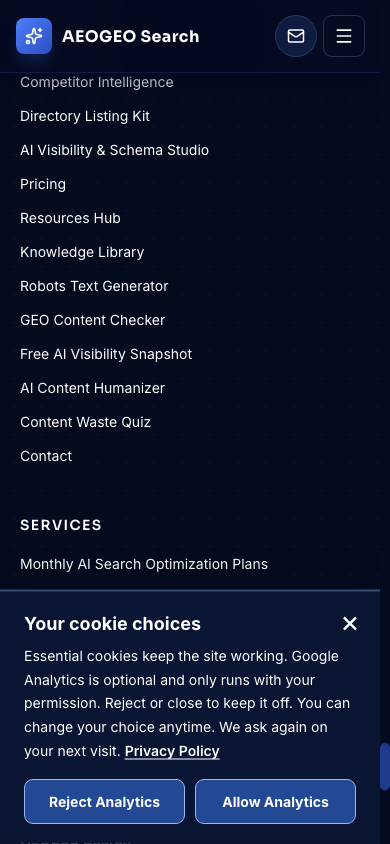 AEOGEO Search
Competitor Intelligence
Directory Listing Kit
AI Visibility & Schema Studio
Pricing
Resources Hub
Knowledge Library
Robots Text Generator
GEO Content Checker
Free AI Visibility Snapshot
AI Content Humanizer
Content Waste Quiz
Contact
SERVICES
Monthly AI Search Optimization Plans
Your cookie choices
Essential cookies keep the site working. Google
Analytics is optional and only runs with your
permission. Reject or close to keep it off. You can
change your choice anytime. We ask again on
your next visit. Privacy Policy
Reject Analytics
Allow Analytics